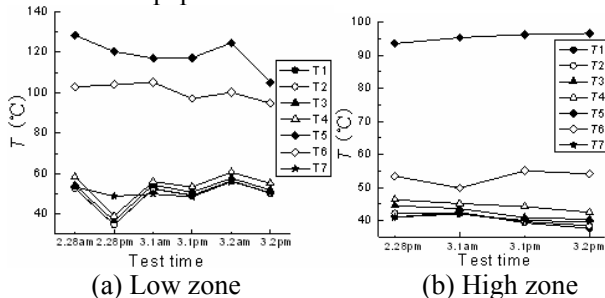 140
120
100
80
60
40
T (°C)
T1
T2
T3
T4
T5
T6
T7
2.28am 2.28pm 3.1am 3.1pm 3.2am 3.2pm
Test time
(a) Low zone
100
90
80
70
60
50
40
T (°C)
T1
T2
T3
T4
T5
T6
T7
2.28pm 3.1am 3.1pm 3.2pm
Test time
(b) High zone